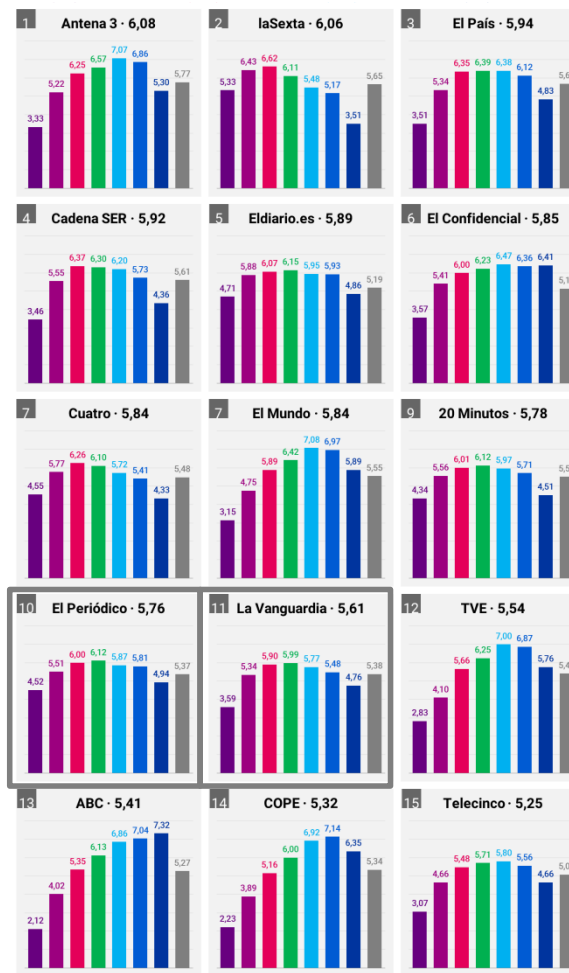 1 Antena 3 · 6,08
3,33 5,22 6,25 6,57 7,07 6,86 5,30 5,77
2 laSexta · 6,06
5,33 6,43 6,62 6,11 5,48 5,17 3,51 5,65
3 El País · 5,94
3,51 5,34 6,35 6,39 6,38 6,12 4,83
4 Cadena SER · 5,92
3,46 5,55 6,37 6,30 6,20 5,73 4,36 5,61
5 Eldiario.es · 5,89
4,71 5,88 6,07 6,15 5,95 5,93 4,86 5,19
6 El Confidencial · 5,85
3,57 5,41 6,00 6,23 6,47 6,36 6,41
7 Cuatro · 5,84
4,55 5,77 6,26 6,10 5,72 5,41 4,33 5,48
7 El Mundo · 5,84
3,15 4,75 5,89 6,42 7,08 6,97 5,89 5,55
9 20 Minutos · 5,78
4,34 5,56 6,01 6,12 5,97 5,71 4,51
10 El Periódico · 5,76
4,52 5,51 6,00 6,12 5,87 5,81 4,94 5,37
11 La Vanguardia · 5,61
3,59 5,34 5,90 5,99 5,77 5,48 4,76 5,38
12 TVE · 5,54
2,83 4,10 5,66 6,25 7,00 6,87 5,76
13 ABC · 5,41
2,12 4,02 5,35 6,13 6,86 7,04 7,32 5,27
14 COPE · 5,32
2,23 3,89 5,16 6,00 6,92 7,14 6,35 5,34
15 Telecinco · 5,25
3,07 4,66 5,48 5,71 5,80 5,56 4,66